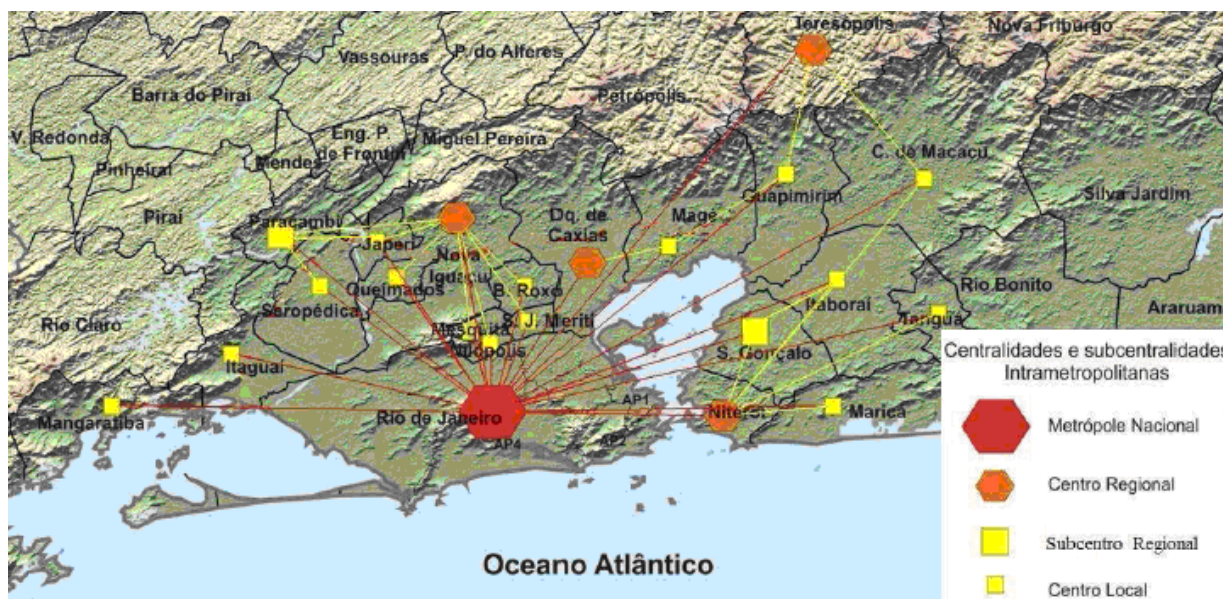 Teresópolis
Nova Friburgo
Vassouras
P. do Alferes
Barra do Piraí
Petrópolis
V. Redonda
Eng. P.
de Frontin
Miguel Pereira
Mendes
Pinheiral
C. de Macacu
Guapimirim
Silva Jardim
Piraí
Paracambi
Japeri
Dq. de
Caxias
Magé
Nova
Iguaçu
Queimados
B. Roxo
Seropédica
Itaboraí
Rio Bonito
Araruama
Rio Claro
Mesquita
S. J. Meriti
Nilópolis
S. Gonçalo
Tanguá
Itaguaí
Mangaratiba
Rio de Janeiro
AP1
Niterói
Maricá
AP4
AP2
Oceano Atlântico
Centralidades e subcentralidades
Intrametropolitanas
Metrópole Nacional
Centro Regional
Subcentro Regional
Centro Local